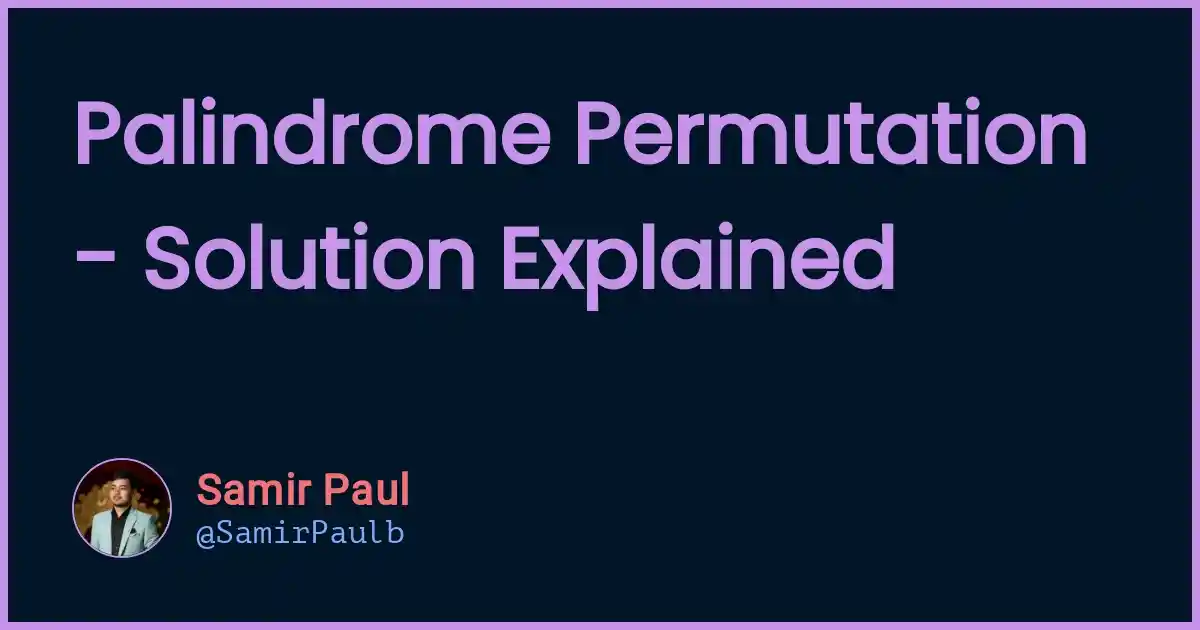 Palindrome Permutation
- Solution Explained
Samir Paul
@SamirPaulb